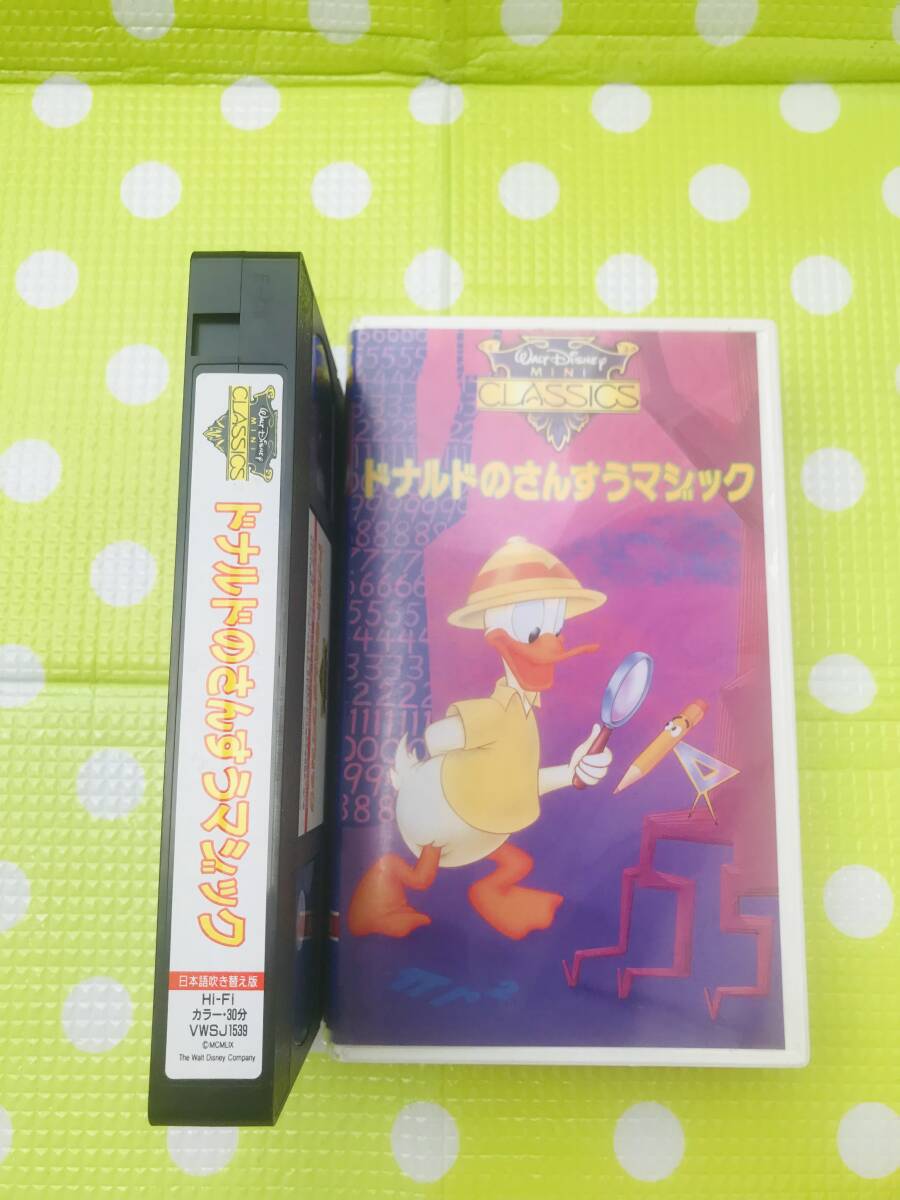 WALT DISNEY
MINI
CLASSICS
ドナルドのさんすうマジック
日本語吹き替え版
Hi-Fi
カラー・30分
VWSJ1539
©MCMLIX
The Walt Disney Company
WALT DISNEY
MINI
CLASSICS
ドナルドのさんすうマジック
πr²